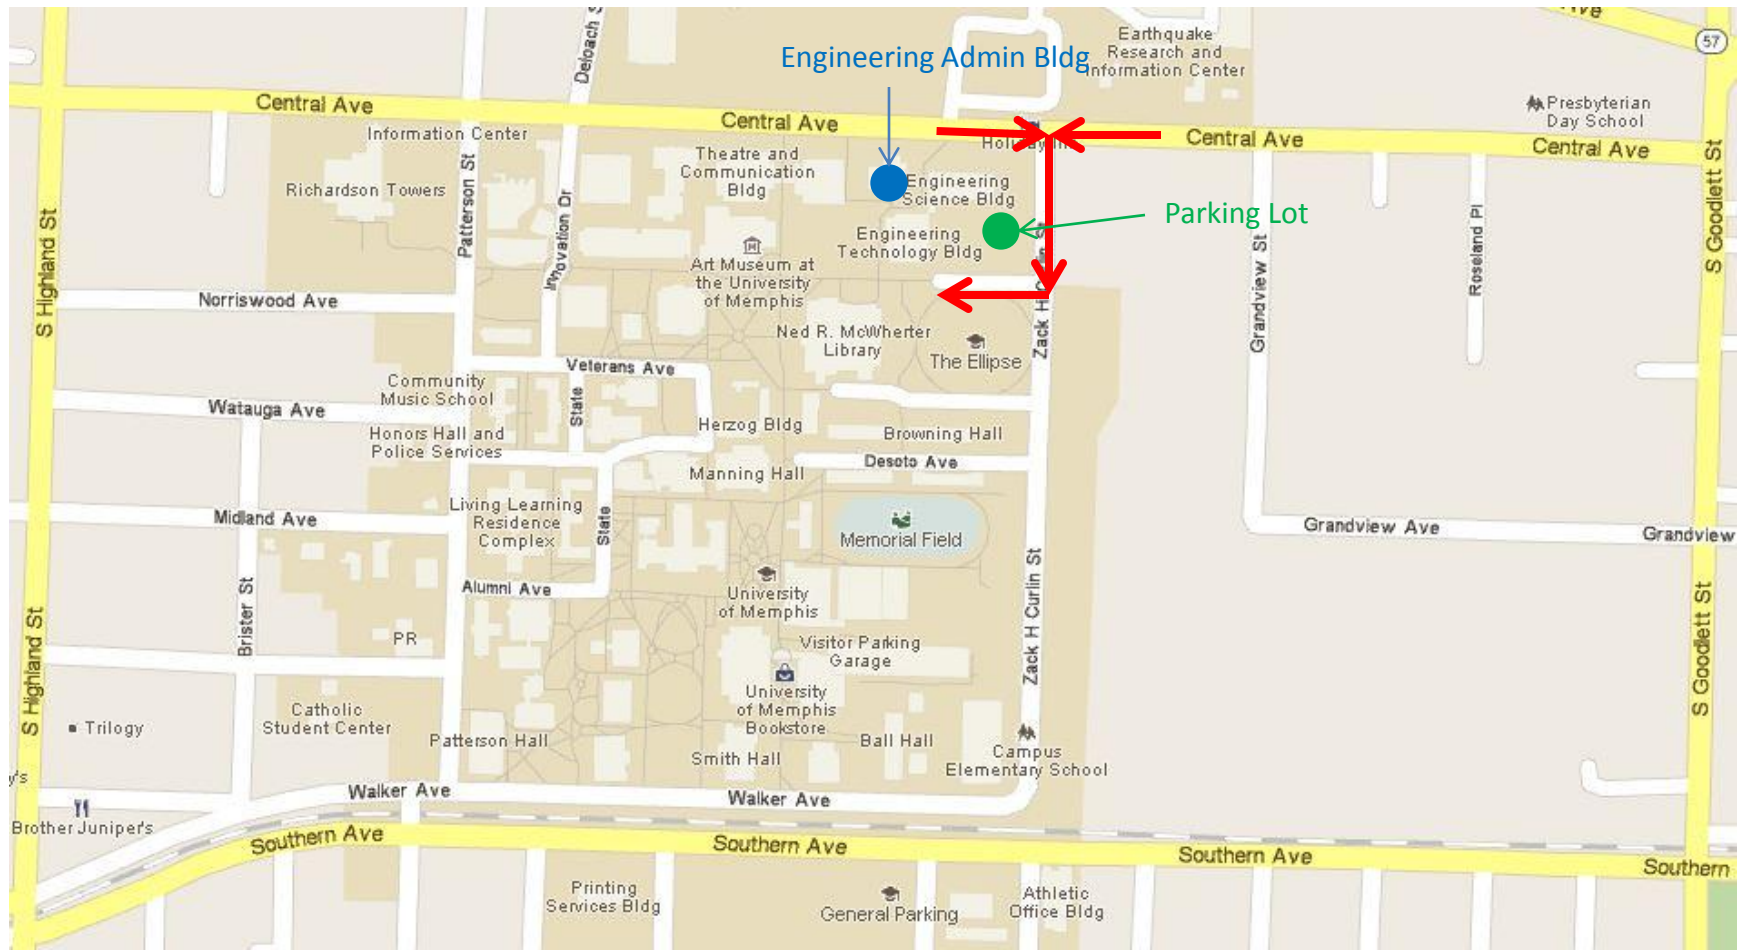 Engineering Admin Bldg
Parking Lot
Earthquake
Research and
Information Center
57
Deloach
Central Ave
Central Ave
Central Ave
Central Ave
Presbyterian
Day School
Information Center
Richardson Towers
Theatre and
Communication
Bldg
Engineering
Science Bldg
Engineering
Technology Bldg
Patterson St
Innovation Dr
Art Museum at
the University
of Memphis
S Highland St
Norriswood Ave
Ned R. McWherter
Library
The Ellipse
Grandview St
Roseland Pl
S Goodlett St
Veterans Ave
Community
Music School
State
Watauga Ave
Herzog Bldg
Browning Hall
Honors Hall and
Police Services
Manning Hall
Desoto Ave
Living Learning
Residence
Complex
State
Midland Ave
Memorial Field
Grandview Ave
Grandview
Brister St
Alumni Ave
University
of Memphis
Zack H Curlin St
S Goodlett St
S Highland St
PR
Visitor Parking
Garage
University
of Memphis
Bookstore
Catholic
Student Center
Trilogy
Patterson Hall
Smith Hall
Ball Hall
Campus
Elementary School
Walker Ave
Walker Ave
Brother Juniper's
Southern Ave
Southern Ave
Southern Ave
Southern
Printing
Services Bldg
General Parking
Athletic
Office Bldg